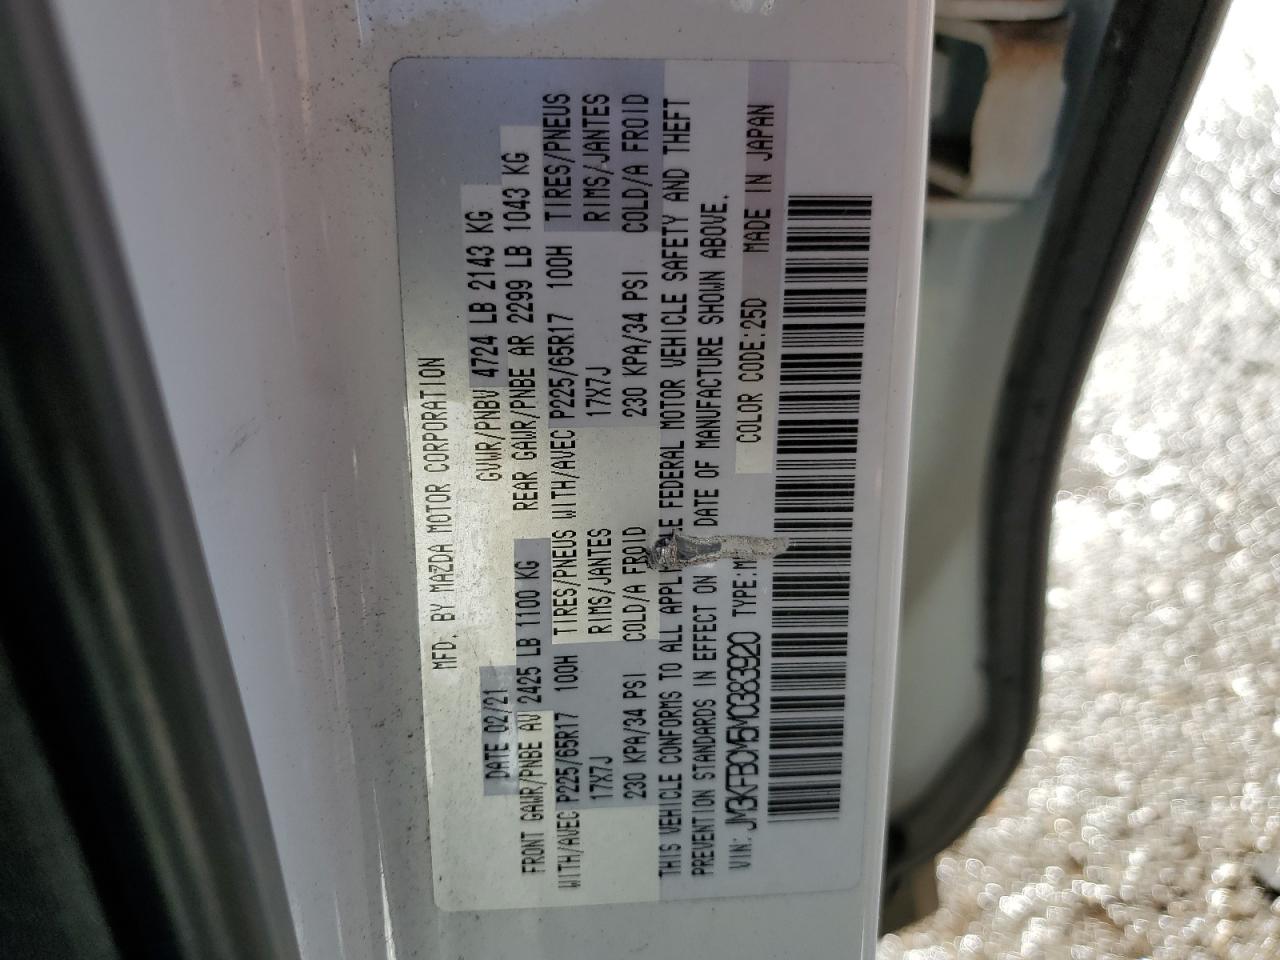 MFD. BY MAZDA MOTOR CORPORATION
DATE 02/21 GVWR/PNBV 4724 LB 2143 KG
FRONT GAWR/PNBE AV 2425 LB 1100 KG REAR GAWR/PNBE AR 2299 LB 1043 KG
WITH/AVEC P225/65R17 100H TIRES/PNEUS WITH/AVEC P225/65R17 100H TIRES/PNEUS
17X7J RIMS/JANTES 17X7J RIMS/JANTES
230 KPA/34 PSI COLD/A FROID 230 KPA/34 PSI COLD/A FROID
THIS VEHICLE CONFORMS TO ALL FEDERAL MOTOR VEHICLE SAFETY AND THEFT
PREVENTION STANDARDS IN EFFECT ON DATE OF MANUFACTURE SHOWN ABOVE.
VIN: JM3KFBCM5M0383920 TYPE: COLOR CODE:25D MADE IN JAPAN